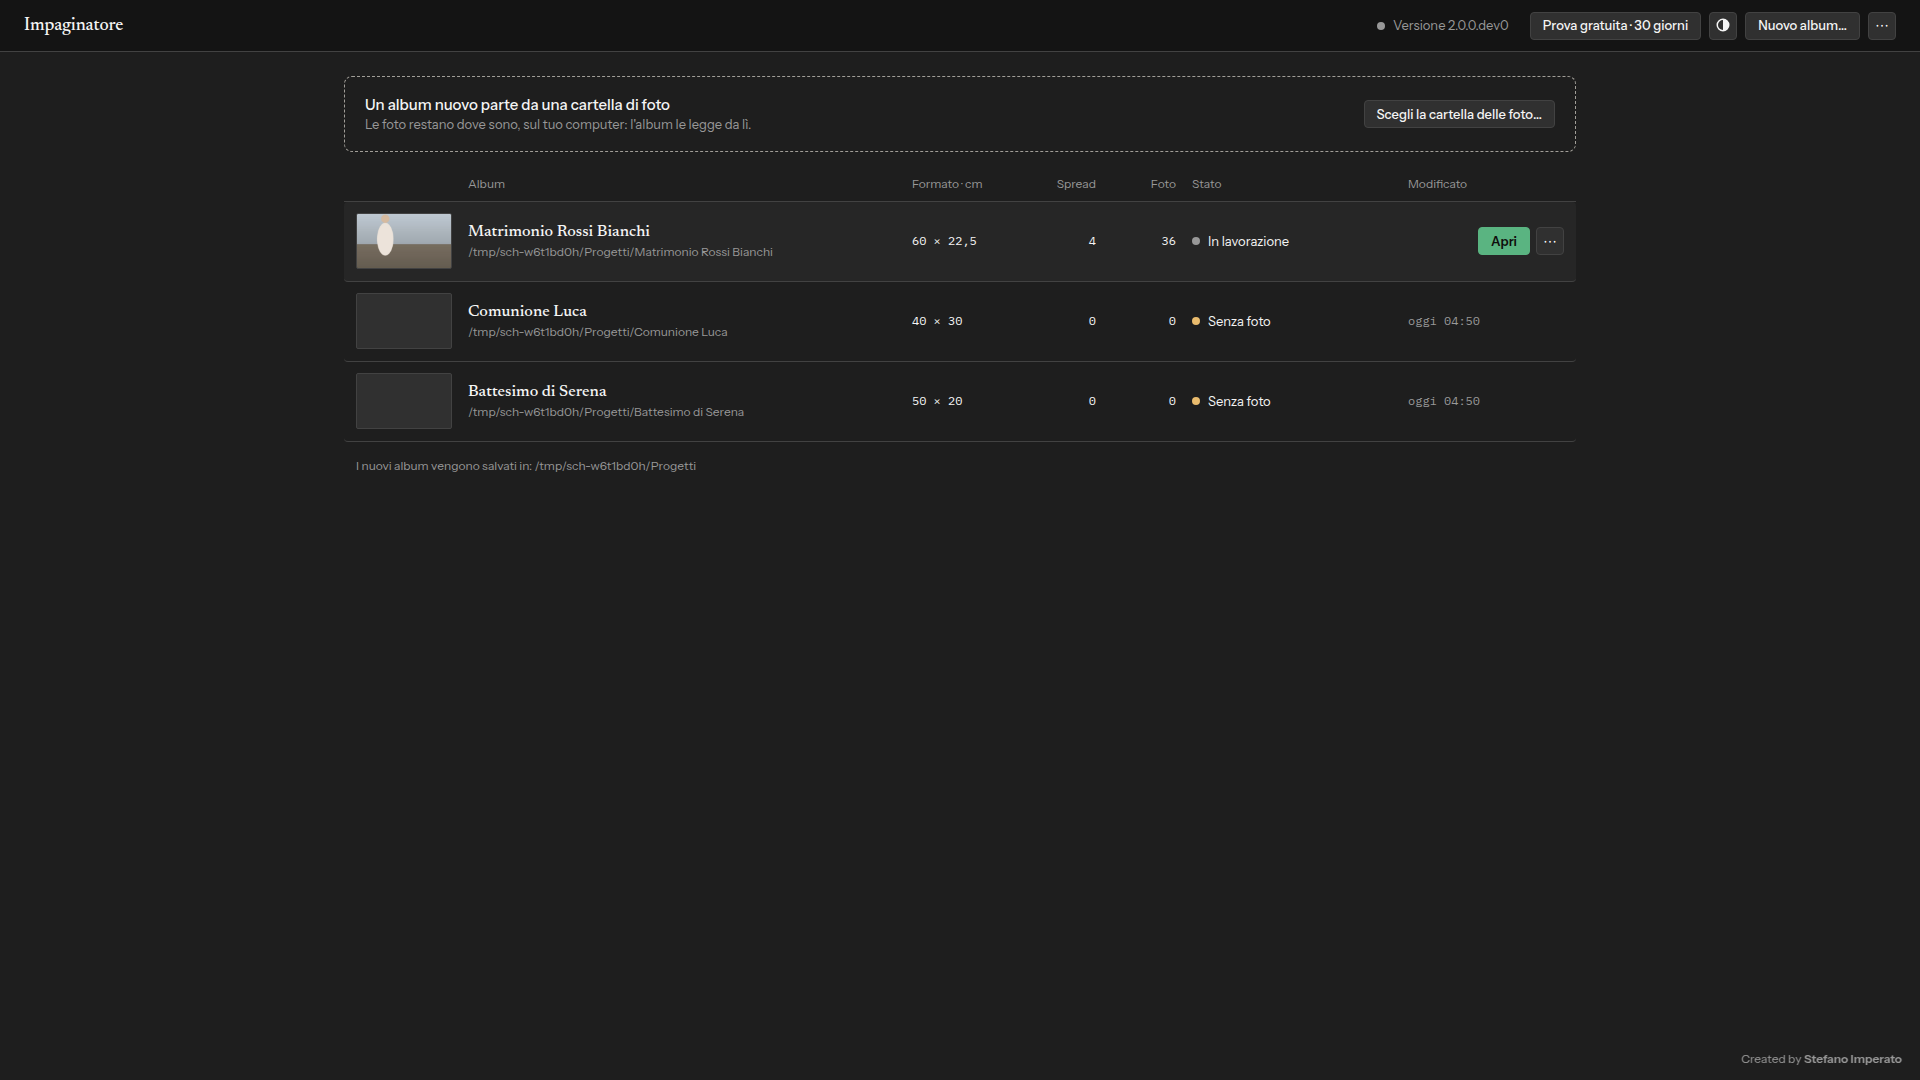 Impaginatore
Versione 2.0.0.dev0
Prova gratuita · 30 giorni
Nuovo album...
Un album nuovo parte da una cartella di foto
Le foto restano dove sono, sul tuo computer: l'album le legge da lì.
Scegli la cartella delle foto...
Album Formato · cm Spread Foto Stato Modificato
Matrimonio Rossi Bianchi
/tmp/sch-w6t1bd0h/Progetti/Matrimonio Rossi Bianchi
60 × 22,5 4 36 In lavorazione Apri
Comunione Luca
/tmp/sch-w6t1bd0h/Progetti/Comunione Luca
40 × 30 0 0 Senza foto oggi 04:50
Battesimo di Serena
/tmp/sch-w6t1bd0h/Progetti/Battesimo di Serena
50 × 20 0 0 Senza foto oggi 04:50
I nuovi album vengono salvati in: /tmp/sch-w6t1bd0h/Progetti
Created by Stefano Imperato